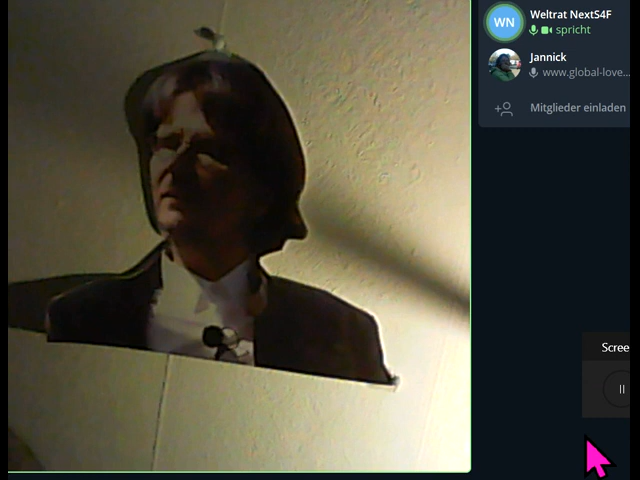 WN
Weltrat NextS4F
spricht
Jannick
www.global-love...
Mitglieder einladen
Scree